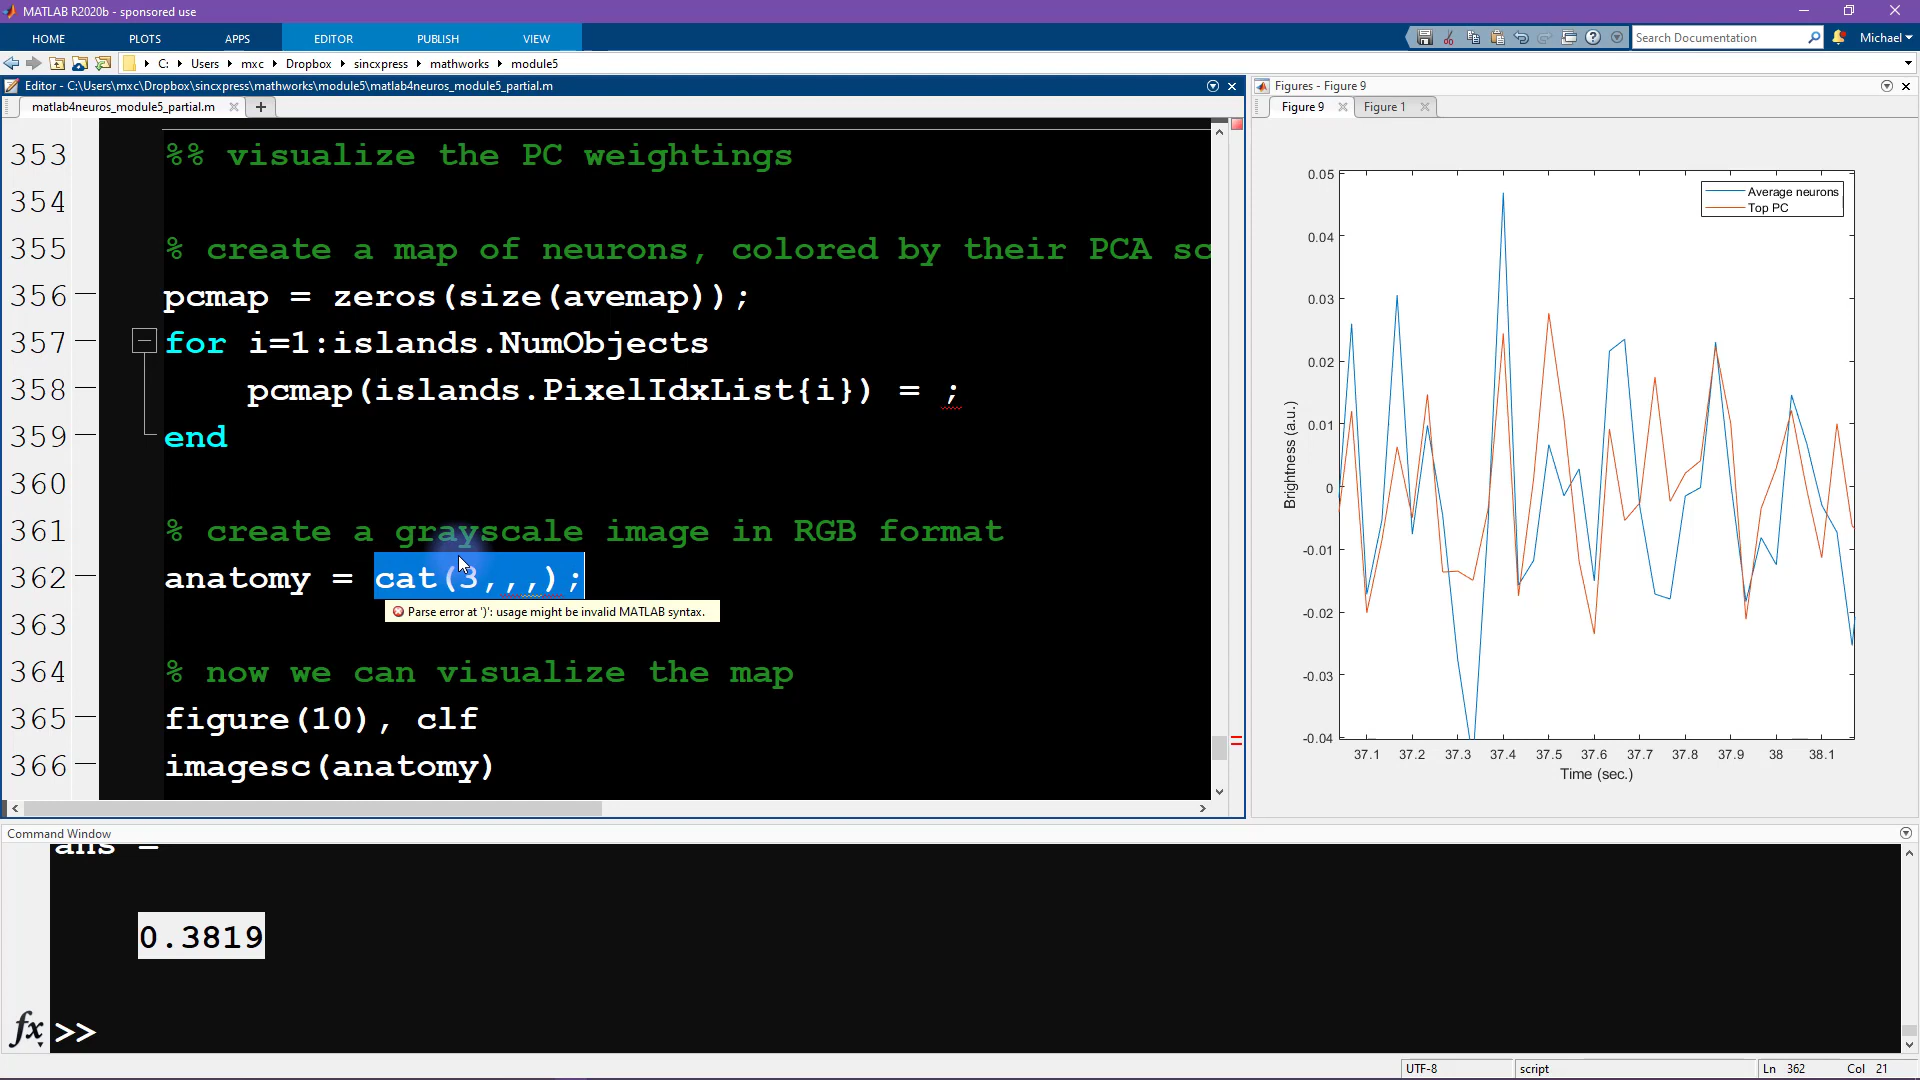 MATLAB R2020b - sponsored use
HOME PLOTS APPS EDITOR PUBLISH VIEW
Search Documentation
Michael
C: Users mxc Dropbox sincxpress mathworks module5
Editor - C:\Users\mxc\Dropbox\sincxpress\mathworks\module5\matlab4neuros_module5_partial.m
matlab4neuros_module5_partial.m
353 %% visualize the PC weightings
354
355 % create a map of neurons, colored by their PCA sc
356 pcmap = zeros(size(avemap));
357 for i=1:islands.NumObjects
358 pcmap(islands.PixelIdxList{i}) = ;
359 end
360
361 % create a grayscale image in RGB format
362 anatomy = cat(3,,,);
Parse error at ')': usage might be invalid MATLAB syntax.
363
364 % now we can visualize the map
365 figure(10), clf
366 imagesc(anatomy)
Figures - Figure 9
Figure 9 Figure 1
Average neurons
Top PC
0.05
0.04
0.03
0.02
0.01
0
-0.01
-0.02
-0.03
-0.04
Brightness (a.u.)
37.1 37.2 37.3 37.4 37.5 37.6 37.7 37.8 37.9 38 38.1
Time (sec.)
Command Window
ans =
0.3819
fx >>
UTF-8 script Ln 362 Col 21